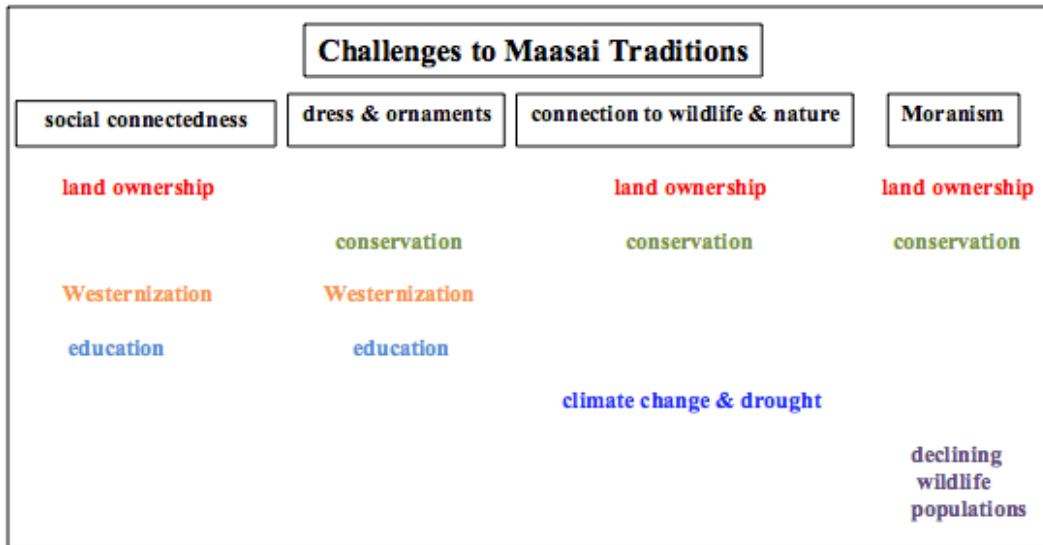 Challenges to Maasai Traditions
social connectedness dress & ornaments connection to wildlife & nature Moranism
land ownership land ownership land ownership
conservation conservation conservation
Westernization Westernization
education education
climate change & drought
declining
wildlife
populations